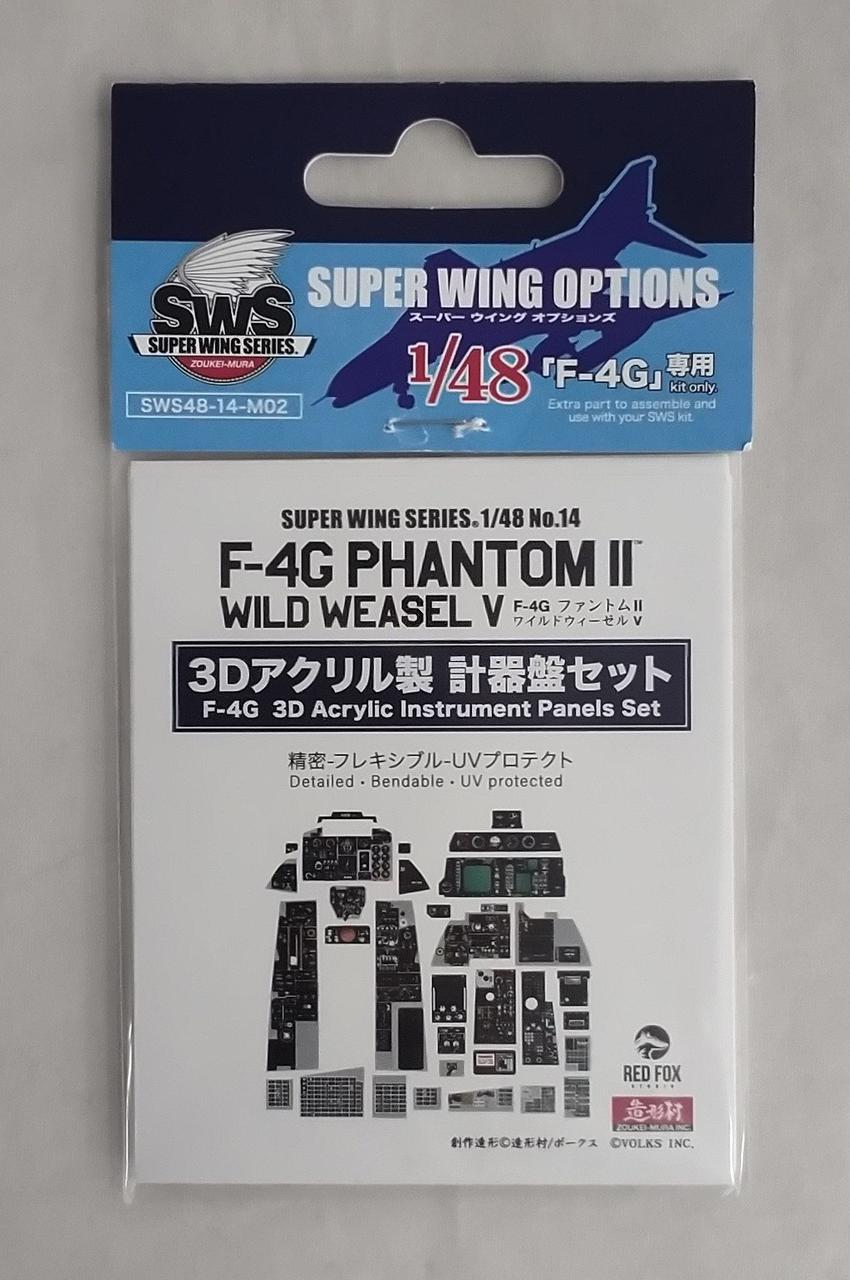 SWS
SUPER WING SERIES.
ZOUKEI-MURA
SWS48-14-M02
SUPER WING OPTIONS
スーパー ウイング オプションズ
1/48 「F-4G」専用
kit only.
Extra part to assemble and
use with your SWS kit.
SUPER WING SERIES® 1/48 No.14
F-4G PHANTOM II™
WILD WEASEL V
F-4G ファントムII
ワイルドウィーゼル V
3Dアクリル製 計器盤セット
F-4G 3D Acrylic Instrument Panels Set
精密-フレキシブル-UVプロテクト
Detailed・Bendable・UV protected
RED FOX
STUDIO
造形村
ZOUKEI-MURA INC.
創作造形©造形村/ボークス ©VOLKS INC.